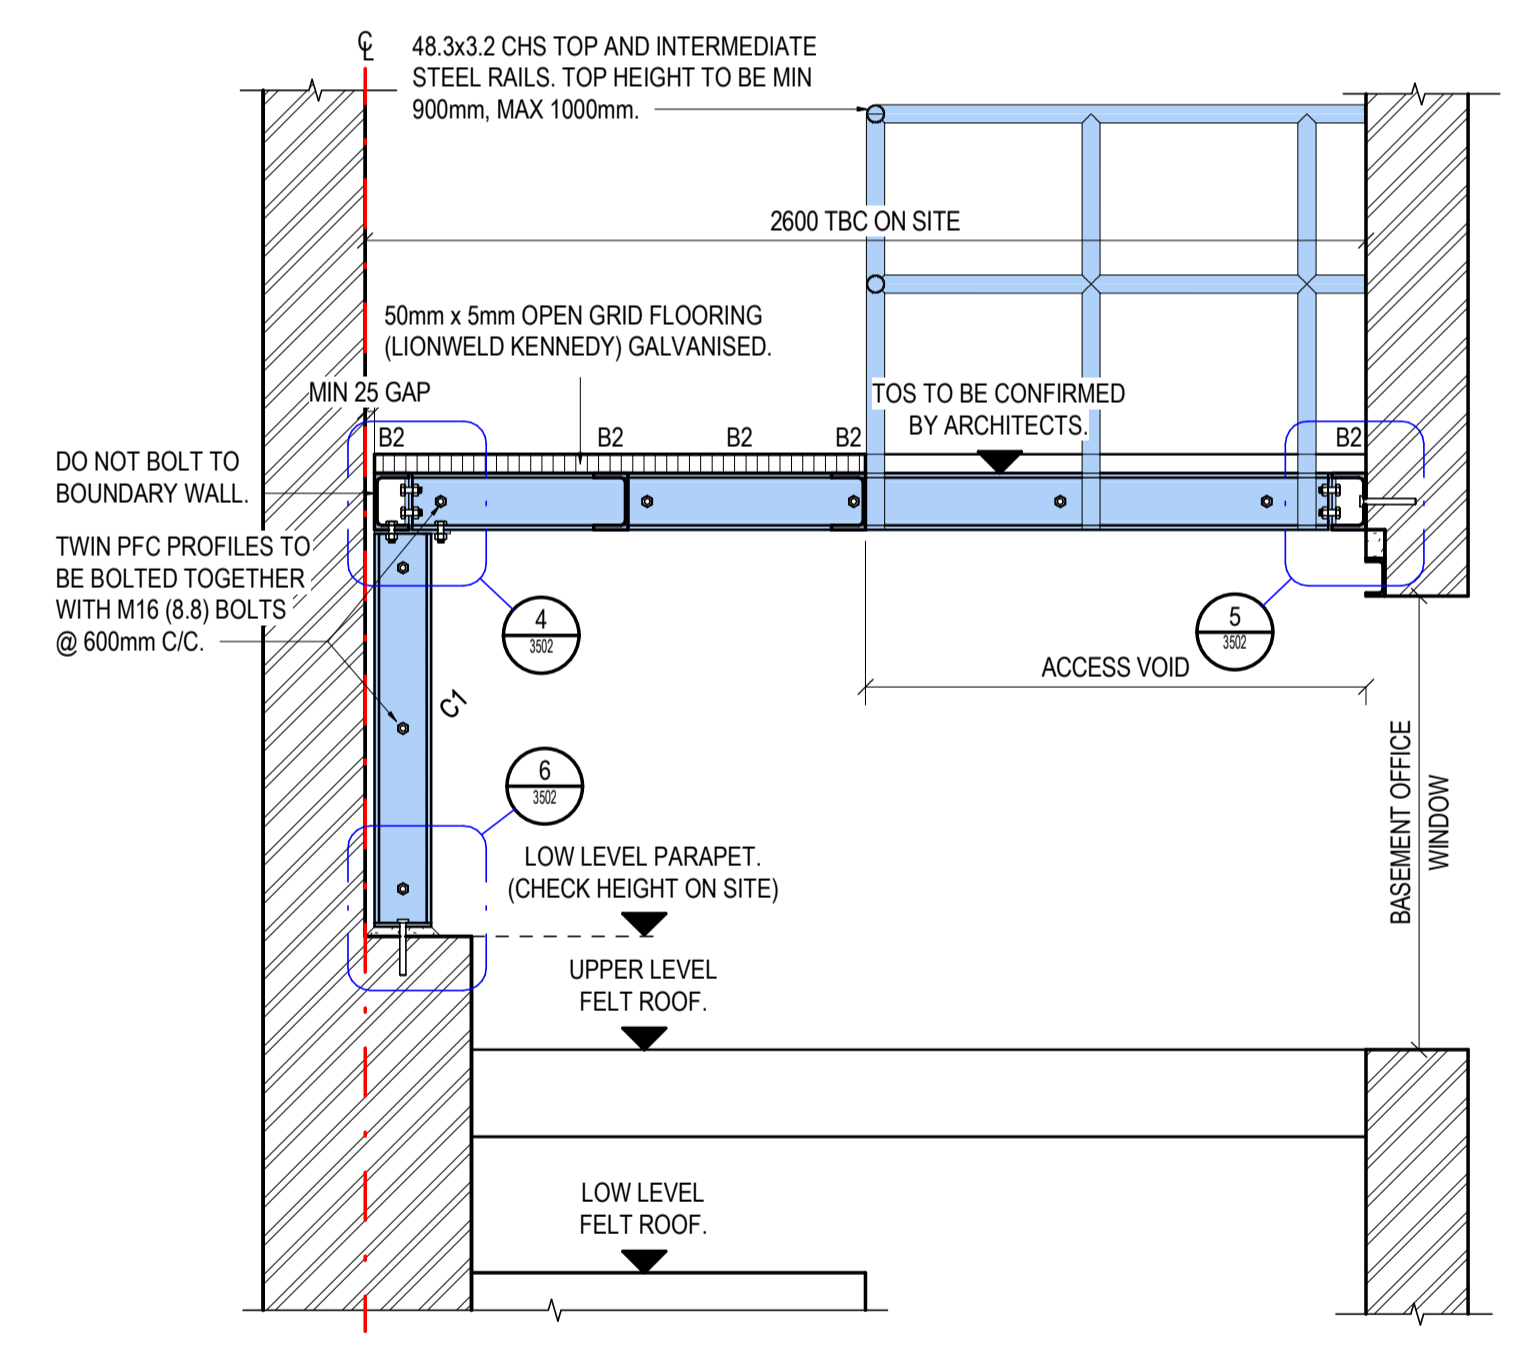 ℄
48.3x3.2 CHS TOP AND INTERMEDIATE
STEEL RAILS. TOP HEIGHT TO BE MIN
900mm, MAX 1000mm.
2600 TBC ON SITE
50mm x 5mm OPEN GRID FLOORING
(LIONWELD KENNEDY) GALVANISED.
MIN 25 GAP
TOS TO BE CONFIRMED
BY ARCHITECTS.
B2
B2
B2
B2
B2
DO NOT BOLT TO
BOUNDARY WALL.
TWIN PFC PROFILES TO
BE BOLTED TOGETHER
WITH M16 (8.8) BOLTS
@ 600mm C/C.
4
3502
5
3502
ACCESS VOID
C1
6
3502
BASEMENT OFFICE
WINDOW
LOW LEVEL PARAPET.
(CHECK HEIGHT ON SITE)
UPPER LEVEL
FELT ROOF.
LOW LEVEL
FELT ROOF.